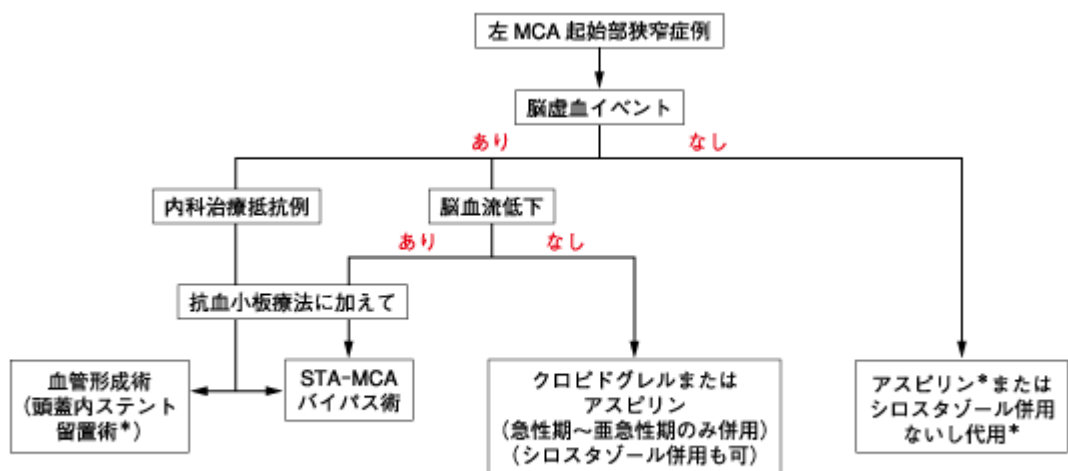 左 MCA 起始部狭窄症例
脳虚血イベント
あり
なし
内科治療抵抗例
脳血流低下
あり
なし
抗血小板療法に加えて
血管形成術
(頭蓋内ステント
留置術*)
STA-MCA
バイパス術
クロピドグレルまたは
アスピリン
(急性期〜亜急性期のみ併用)
(シロスタゾール併用も可)
アスピリン*または
シロスタゾール併用
ないし代用*